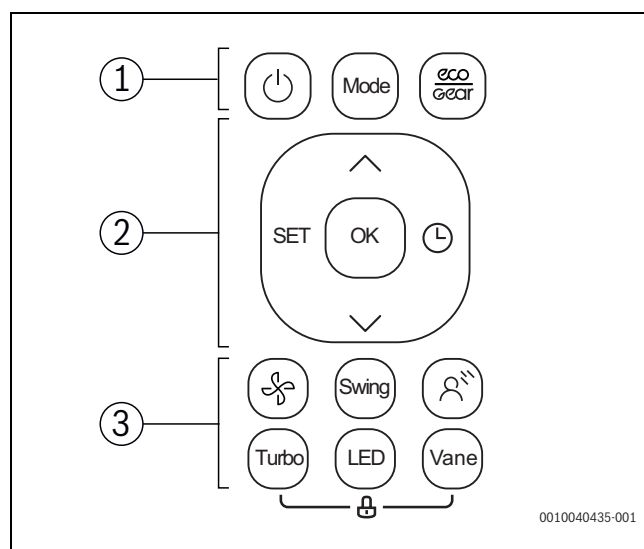 1
Mode
eco
Gear
2
SET
OK
3
Swing
Turbo
LED
Vane
0010040435-001